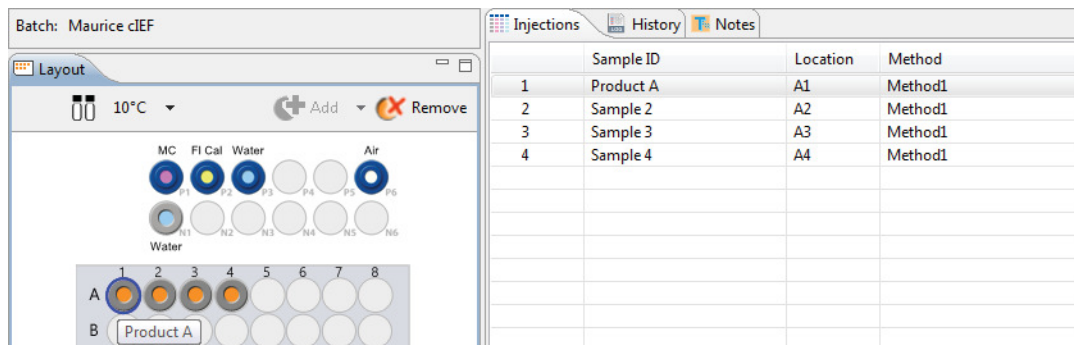 Batch: Maurice cIEF
Layout
10°C
Add
Remove
MC FI Cal Water Air
P1 P2 P3 P4 P5 P6
N1 N2 N3 N4 N5 N6
Water
1 2 3 4 5 6 7 8
A
B
Product A
Injections History Notes
Sample ID Location Method
1 Product A A1 Method1
2 Sample 2 A2 Method1
3 Sample 3 A3 Method1
4 Sample 4 A4 Method1